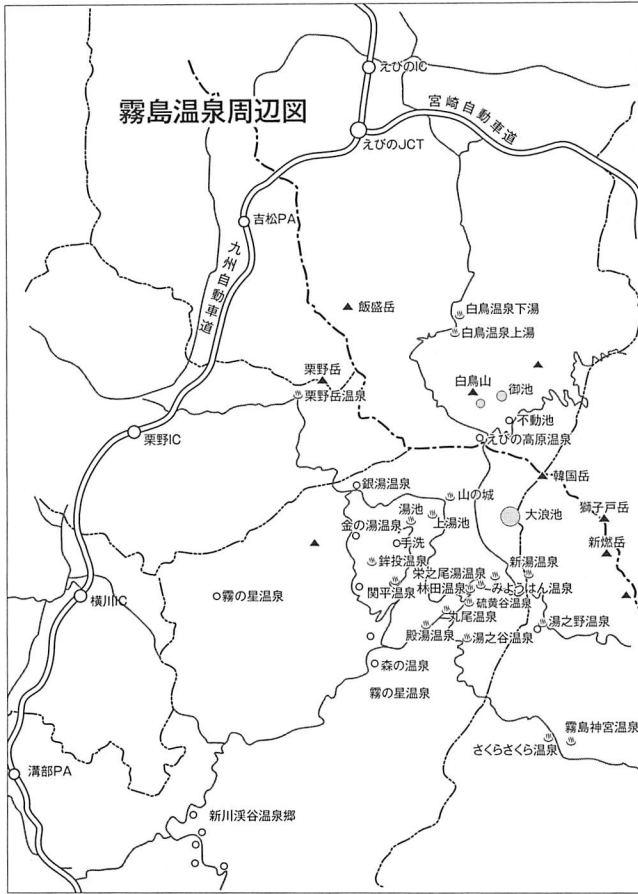 霧島温泉周辺図
えびのIC
宮崎自動車道
えびのJCT
吉松PA
九州自動車道
飯盛岳
白鳥温泉下湯
白鳥温泉上湯
栗野岳
栗野岳温泉
白鳥山
御池
不動池
えびの高原温泉
栗野IC
韓国岳
銀湯温泉
山の城
大浪池
獅子戸岳
新燃岳
湯池
上湯池
金の湯温泉
手洗
鉾投温泉
新湯温泉
栄之尾湯温泉
林田温泉
みょうばん温泉
関平温泉
硫黄谷温泉
霧の星温泉
横川IC
丸尾温泉
殿湯温泉
湯之谷温泉
湯之野温泉
森の温泉
霧の星温泉
さくらさくら温泉
霧島神宮温泉
溝部PA
新川渓谷温泉郷